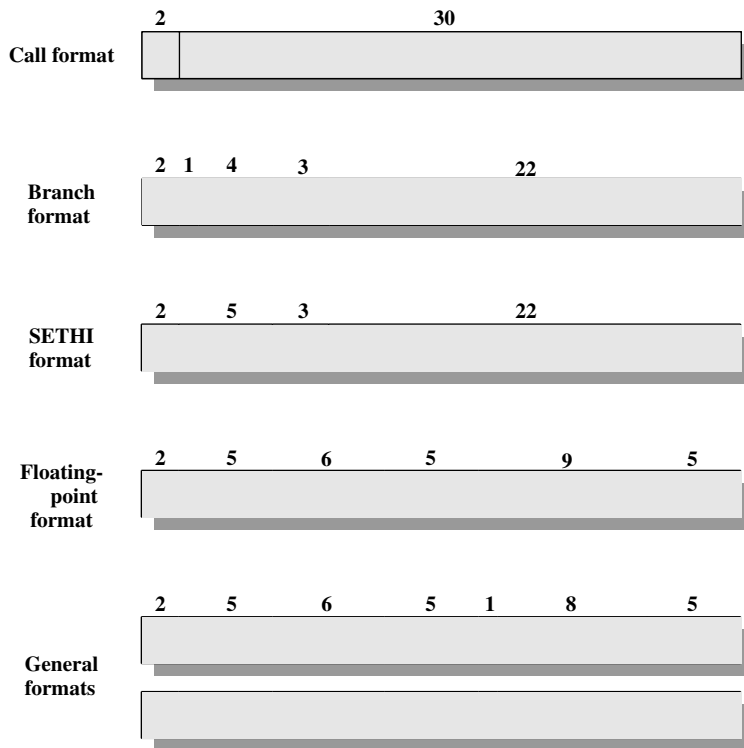 2 30
Call format
2 1 4 3 22
Branch
format
2 5 3 22
SETHI
format
2 5 6 5 9 5
Floating-
point
format
2 5 6 5 1 8 5
General
formats